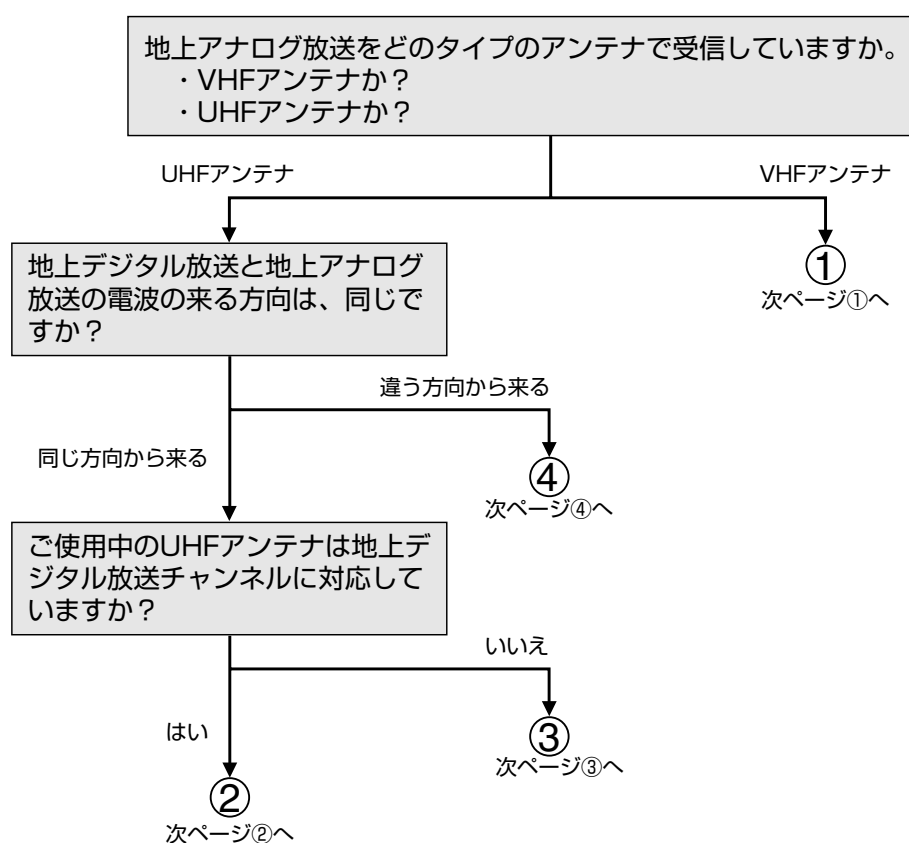 地上アナログ放送をどのタイプのアンテナで受信していますか。
・VHFアンテナか？
・UHFアンテナか？
UHFアンテナ
VHFアンテナ
地上デジタル放送と地上アナログ
放送の電波の来る方向は、同じで
すか？
①
次ページ①へ
違う方向から来る
同じ方向から来る
④
次ページ④へ
ご使用中のUHFアンテナは地上デ
ジタル放送チャンネルに対応して
いますか？
いいえ
はい
③
次ページ③へ
②
次ページ②へ